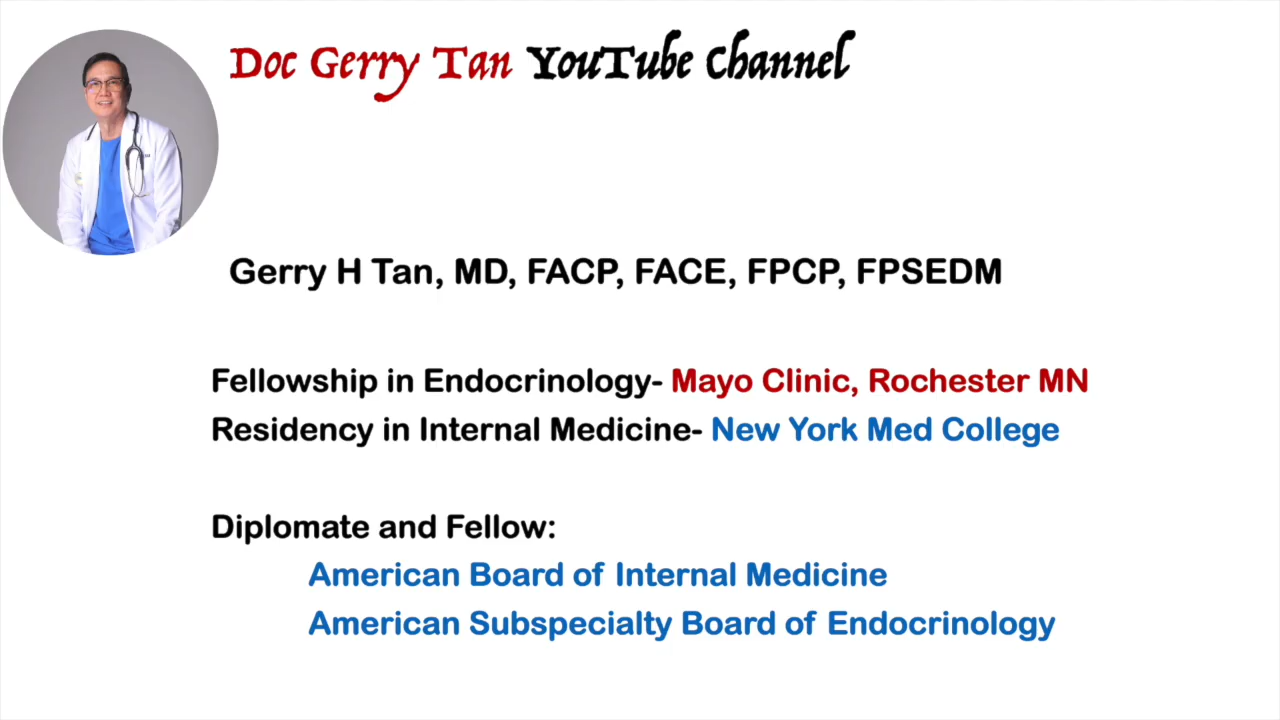 Doc Gerry Tan YouTube Channel
Gerry H Tan, MD, FACP, FACE, FPCP, FPSEDM
Fellowship in Endocrinology- Mayo Clinic, Rochester MN
Residency in Internal Medicine- New York Med College
Diplomate and Fellow:
American Board of Internal Medicine
American Subspecialty Board of Endocrinology